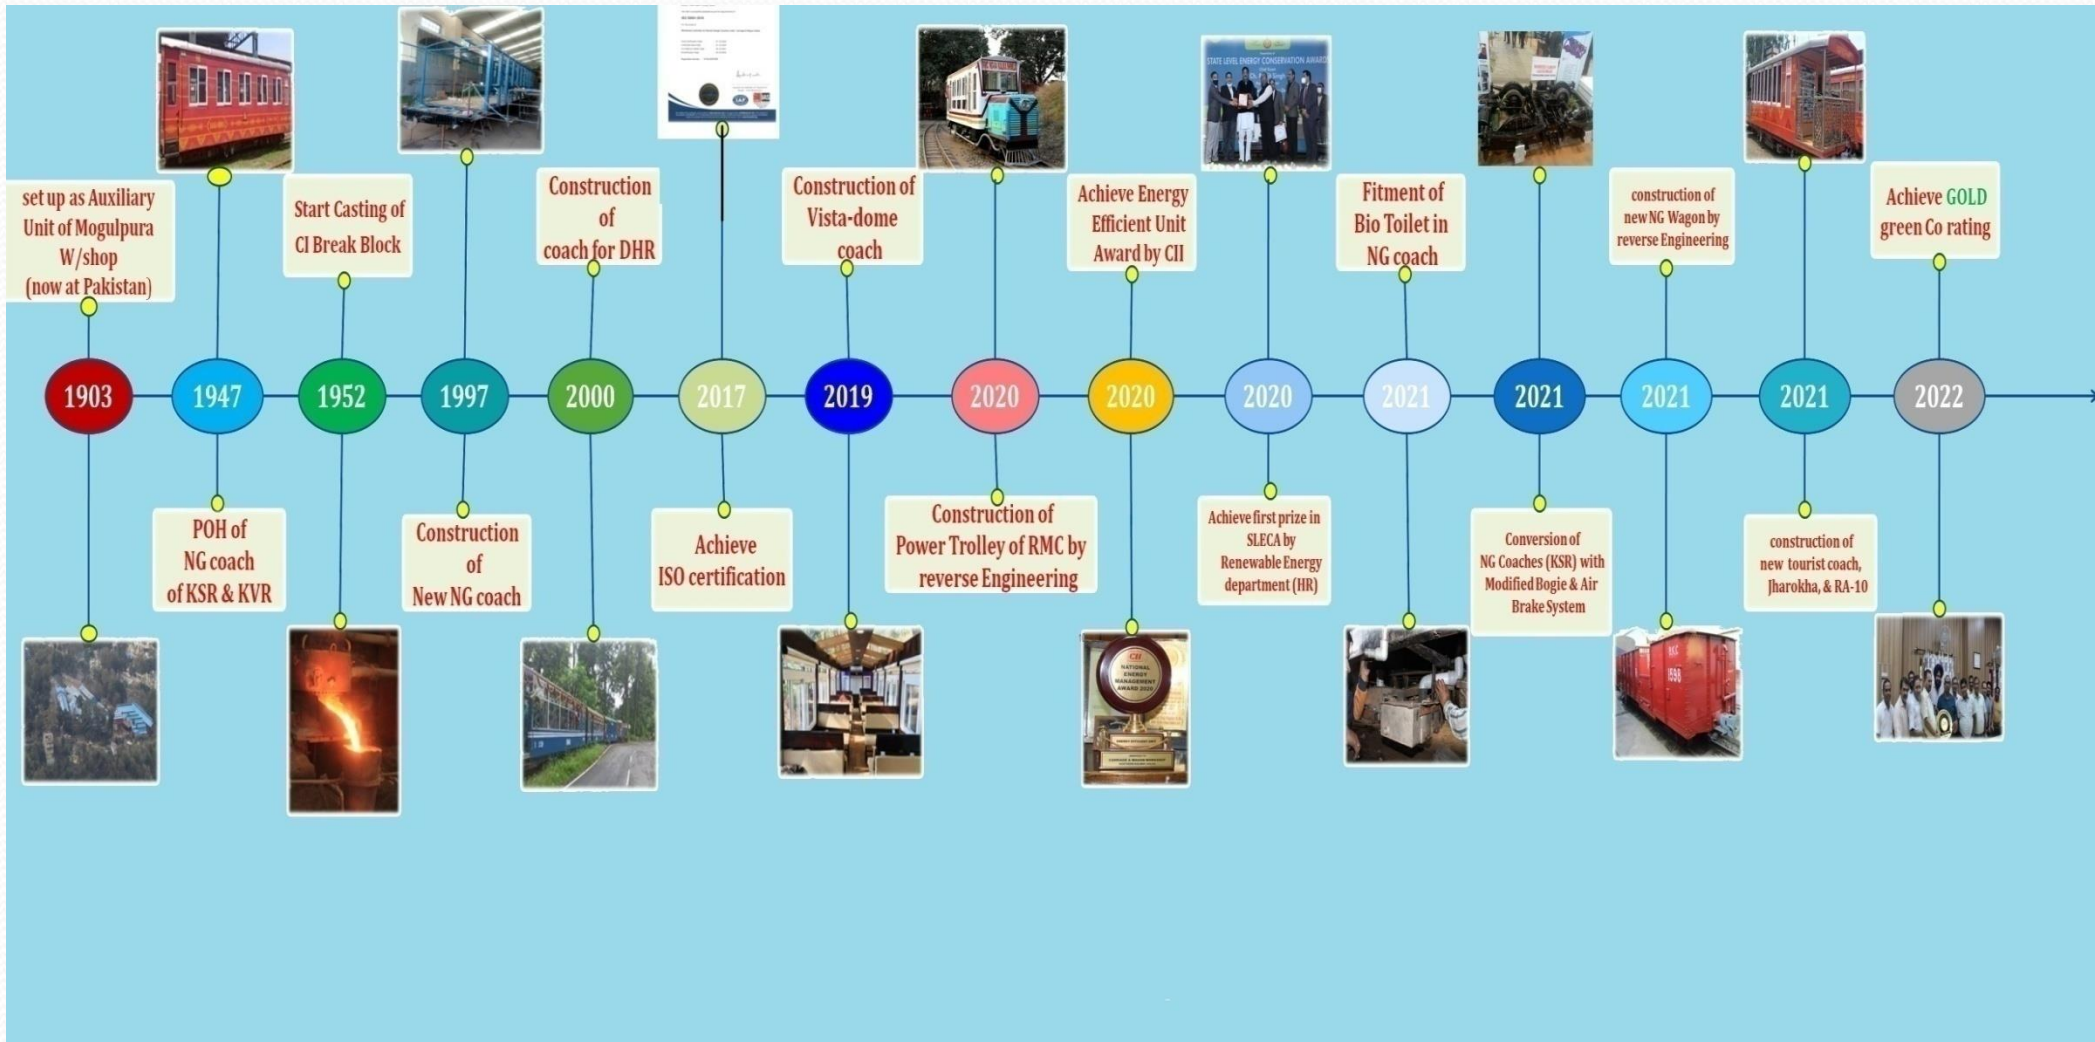 set up as Auxiliary
Unit of Mogulpura
W/shop
(now at Pakistan)
Start Casting of
CI Break Block
Construction
of
coach for DHR
Construction of
Vista-dome
coach
Achieve Energy
Efficient Unit
Award by CII
STATE LEVEL ENERGY CONSERVATION AWARD
Fitment of
Bio Toilet in
NG coach
construction of
new NG Wagon by
reverse Engineering
Achieve GOLD
green Co rating
1903
1947
1952
1997
2000
2017
2019
2020
2020
2020
2021
2021
2021
2021
2022
POH of
NG coach
of KSR & KVR
Construction
of
New NG coach
Achieve
ISO certification
Construction of
Power Trolley of RMC by
reverse Engineering
Achieve first prize in
SLECA by
Renewable Energy
department (HR)
Conversion of
NG Coaches (KSR) with
Modified Bogie & Air
Brake System
construction of
new tourist coach,
Jharokha, & RA-10
CII
NATIONAL
ENERGY
MANAGEMENT
AWARD 2020
1598